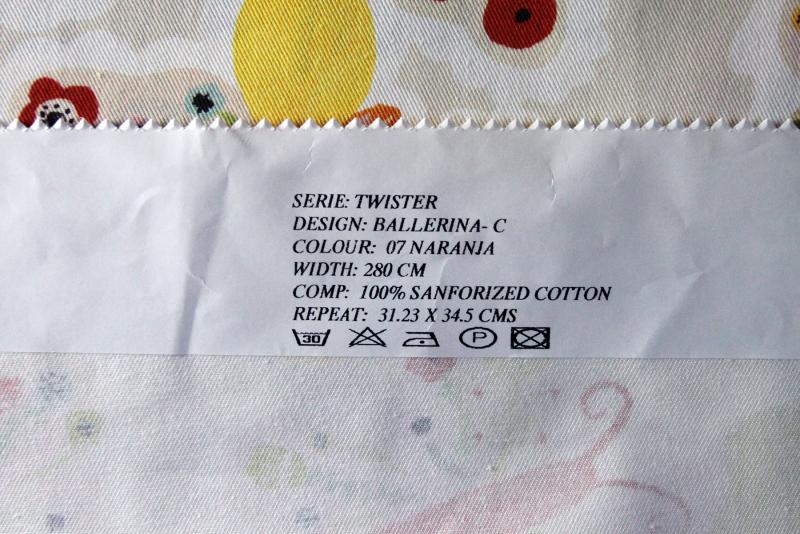 SERIE: TWISTER
DESIGN: BALLERINA- C
COLOUR: 07 NARANJA
WIDTH: 280 CM
COMP: 100% SANFORIZED COTTON
REPEAT: 31.23 X 34.5 CMS
30 P